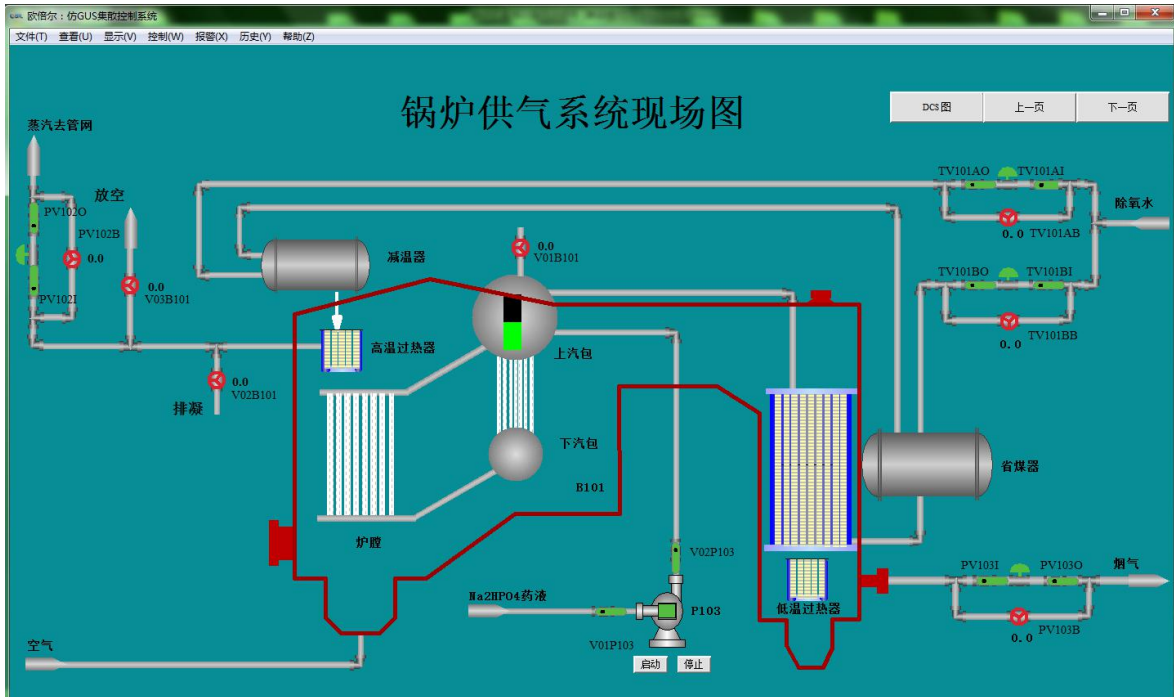 欧倍尔：仿GUS集散控制系统
文件(T) 查看(U) 显示(V) 控制(W) 报警(X) 历史(Y) 帮助(Z)
锅炉供气系统现场图
DCS图 上一页 下一页
蒸汽去管网
放空
PV102O
PV102B
0.0
PV102I
0.0
V03B101
减温器
0.0
V01B101
TV101AO TV101AI
除氧水
0.0 TV101AB
TV101BO TV101BI
0.0 TV101BB
高温过热器
上汽包
0.0
V02B101
排凝
下汽包
B101
省煤器
炉膛
V02P103
PV103I PV103O
烟气
Na2HPO4药液
P103
低温过热器
0.0 PV103B
V01P103
空气
启动 停止